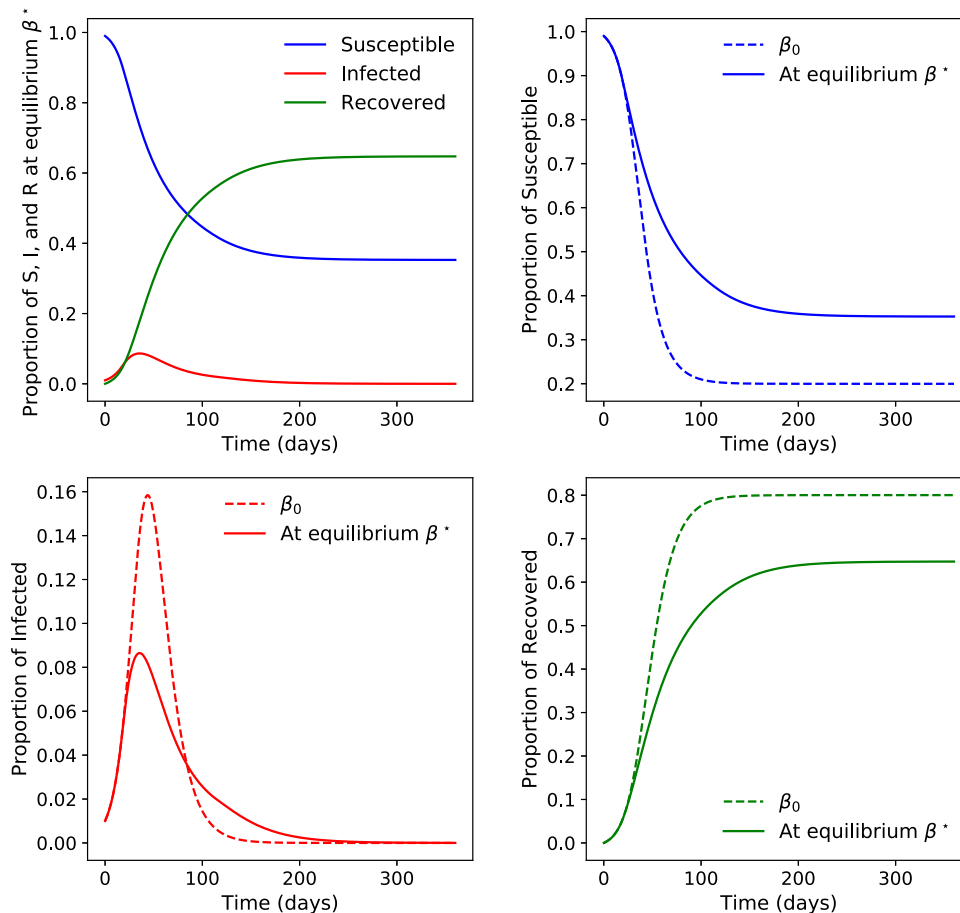 Proportion of S, I, and R at equilibrium β*
1.0
0.8
0.6
0.4
0.2
0.0
Susceptible
Infected
Recovered
0
100
200
300
Time (days)
Proportion of Susceptible
1.0
0.9
0.8
0.7
0.6
0.5
0.4
0.3
0.2
β₀
At equilibrium β*
0
100
200
300
Time (days)
Proportion of Infected
0.16
0.14
0.12
0.10
0.08
0.06
0.04
0.02
0.00
β₀
At equilibrium β*
0
100
200
300
Time (days)
Proportion of Recovered
0.8
0.7
0.6
0.5
0.4
0.3
0.2
0.1
0.0
β₀
At equilibrium β*
0
100
200
300
Time (days)